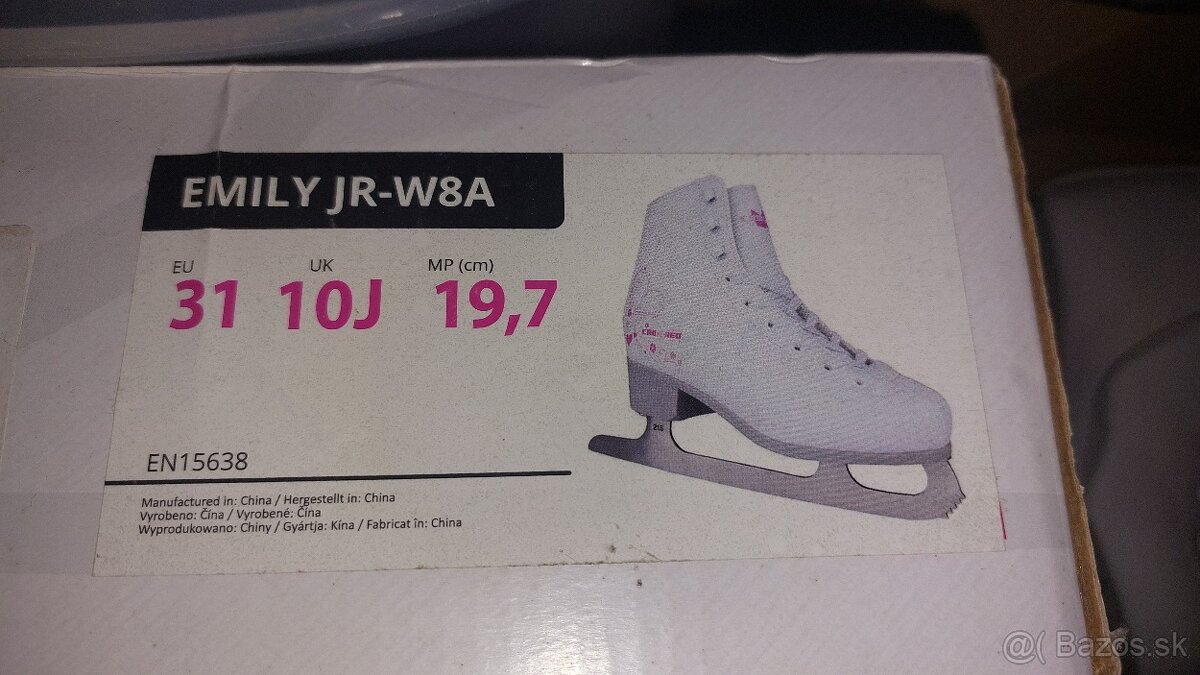 EMILY JR-W8A
EU UK MP (cm)
31 10J 19,7
EN15638
Manufactured in: China / Hergestellt in: China
Vyrobeno: Čína / Vyrobené: Čína
Wyprodukowano: Chiny / Gyártja: Kína / Fabricat în: China
@( Bazos.sk